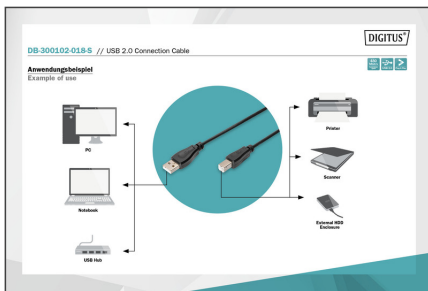 DIGITUS®
DB-300102-018-S // USB 2.0 Connection Cable
Anwendungsbeispiel
Example of use
PC
Notebook
USB Hub
Printer
Scanner
External HDD
Enclosure